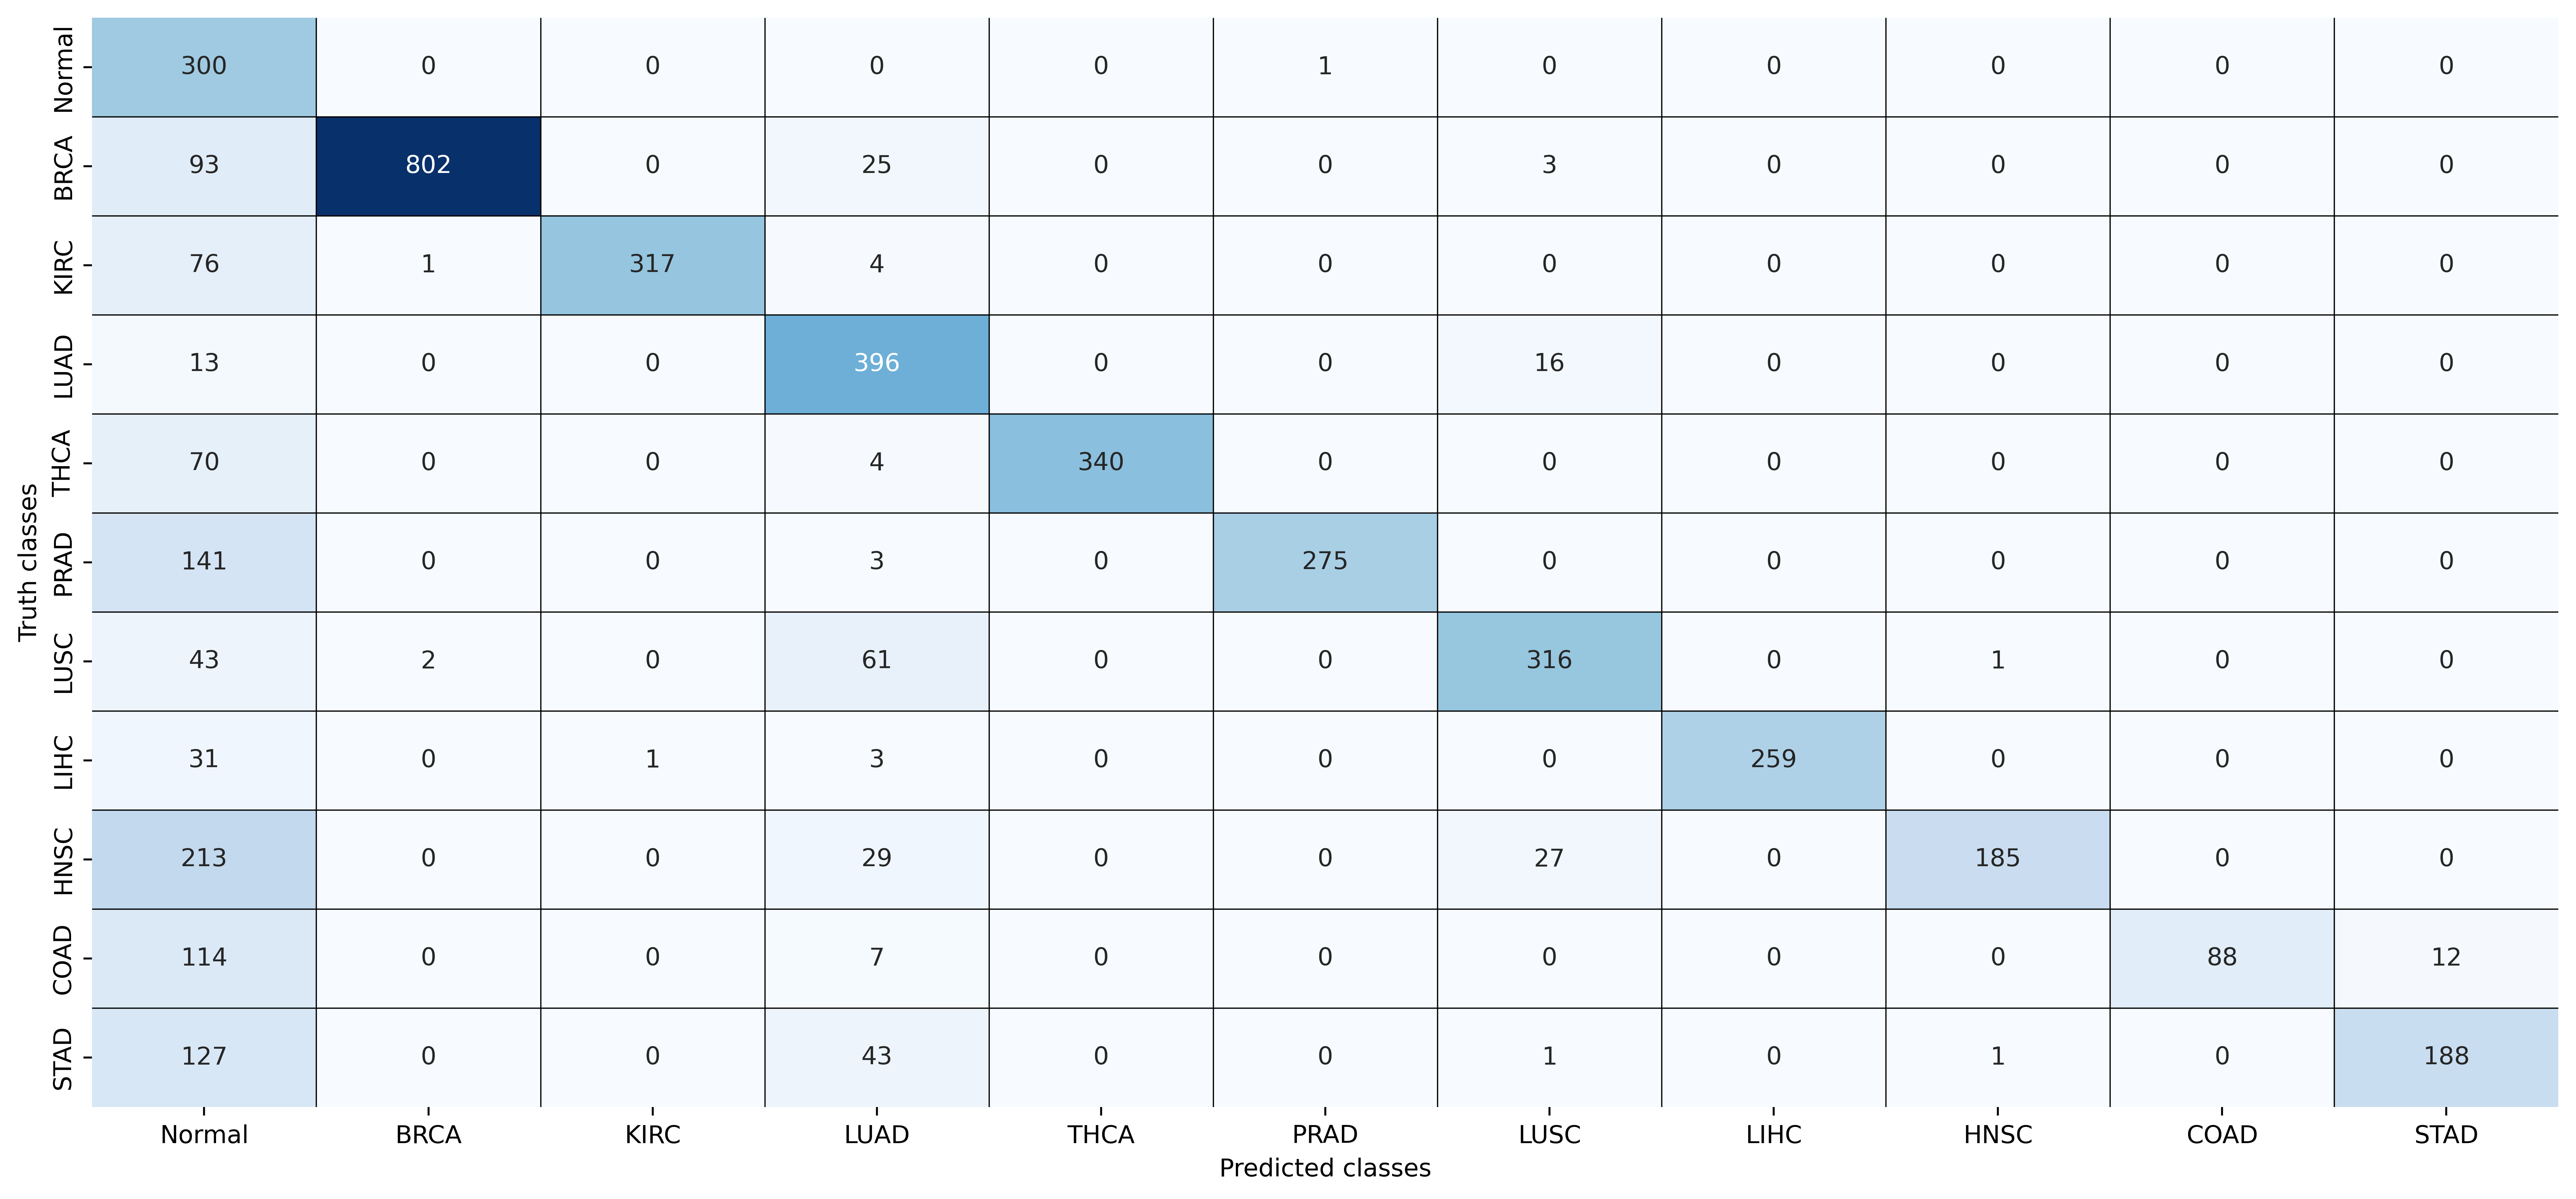 Truth classes
Normal 300 0 0 0 0 1 0 0 0 0 0
BRCA 93 802 0 25 0 0 3 0 0 0 0
KIRC 76 1 317 4 0 0 0 0 0 0 0
LUAD 13 0 0 396 0 0 16 0 0 0 0
THCA 70 0 0 4 340 0 0 0 0 0 0
PRAD 141 0 0 3 0 275 0 0 0 0 0
LUSC 43 2 0 61 0 0 316 0 1 0 0
LIHC 31 0 1 3 0 0 0 259 0 0 0
HNSC 213 0 0 29 0 0 27 0 185 0 0
COAD 114 0 0 7 0 0 0 0 0 88 12
STAD 127 0 0 43 0 0 1 0 1 0 188
Normal BRCA KIRC LUAD THCA PRAD LUSC LIHC HNSC COAD STAD
Predicted classes